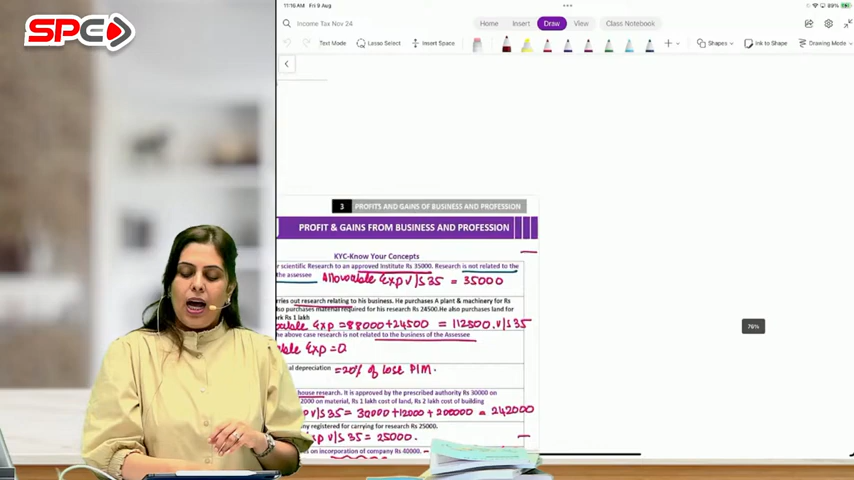 11:16 AM Fri 9 Aug
89%
SPC
Income Tax Nov 24
Home Insert Draw View Class Notebook
Text Mode Lasso Select Insert Space Shapes Ink to Shape Drawing Mode
3 PROFITS AND GAINS OF BUSINESS AND PROFESSION
PROFIT & GAINS FROM BUSINESS AND PROFESSION
KYC-Know Your Concepts
r scientific Research to an approved Institute Rs 35000. Research is not related to the
the assessee Allowable Exp V/S 35 = 35000
rries out research relating to his business. He purchases A plant & machinery for Rs
lso purchases material required for his research Rs 24500.He also purchases land for
rk Rs 1 lakh
able Exp = 88000+24500 = 112500. V/S 35
he above case research is not related to the business of the Assessee
ble Exp = 0
al depreciation = 20% of
P/M.
house research. It is approved by the prescribed authority Rs 30000 on
2000 on material, Rs 1 lakh cost of land, Rs 2 lakh cost of building
p V/S 35 = 30000 + 12000 + 200000 = 242000
ny registered for carrying for research Rs 25000.
xp V/S 35 = 25000.
s on incorporation of company Rs 40000.
76%